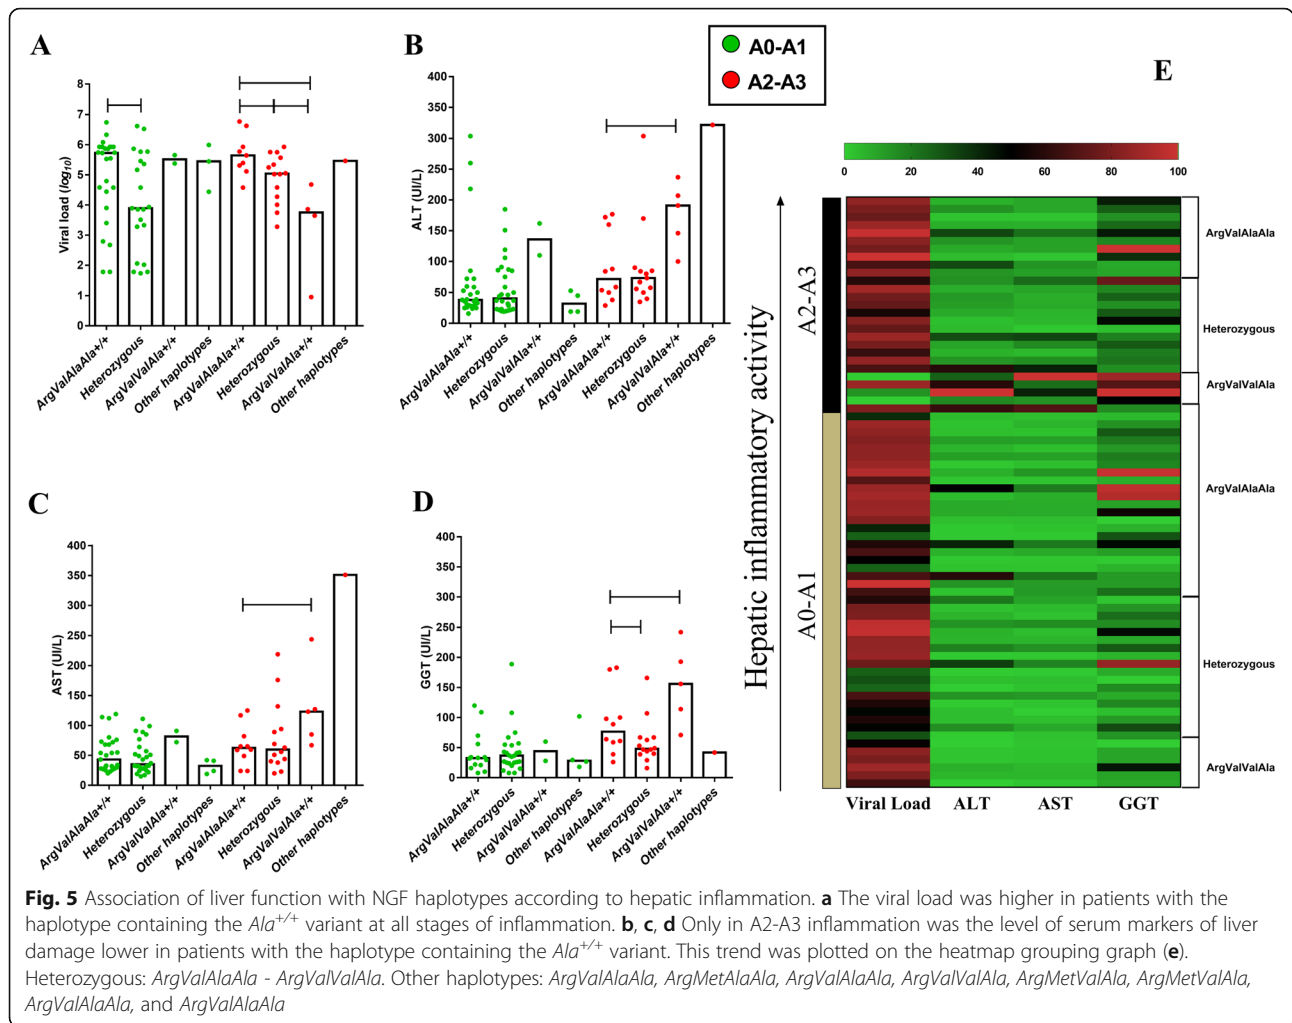 A
B
A0-A1
A2-A3
E
8
7
6
5
4
3
2
1
0
Viral load (log10)
ArgValAlaAla+/+
Heterozygous
ArgValValAla+/+
Other haplotypes
ArgValAlaAla+/+
Heterozygous
ArgValValAla+/+
Other haplotypes
400
350
300
250
200
150
100
50
0
ALT (UI/L)
ArgValAlaAla+/+
Heterozygous
ArgValValAla+/+
Other haplotypes
ArgValAlaAla+/+
Heterozygous
ArgValValAla+/+
Other haplotypes
C
400
350
300
250
200
150
100
50
0
AST (UI/L)
ArgValAlaAla+/+
Heterozygous
ArgValValAla+/+
Other haplotypes
ArgValAlaAla+/+
Heterozygous
ArgValValAla+/+
Other haplotypes
D
400
350
300
250
200
150
100
50
0
GGT (UI/L)
ArgValAlaAla+/+
Heterozygous
ArgValValAla+/+
Other haplotypes
ArgValAlaAla+/+
Heterozygous
ArgValValAla+/+
Other haplotypes
0 20 40 60 80 100
Hepatic inflammatory activity
A2-A3
A0-A1
ArgValAlaAla
Heterozygous
ArgValValAla
ArgValAlaAla
Heterozygous
ArgValValAla
Viral Load ALT AST GGT
Fig. 5 Association of liver function with NGF haplotypes according to hepatic inflammation. a The viral load was higher in patients with the
haplotype containing the Ala+/+ variant at all stages of inflammation. b, c, d Only in A2-A3 inflammation was the level of serum markers of liver
damage lower in patients with the haplotype containing the Ala+/+ variant. This trend was plotted on the heatmap grouping graph (e).
Heterozygous: ArgValAlaAla - ArgValValAla. Other haplotypes: ArgValAlaAla, ArgMetAlaAla, ArgValAlaAla, ArgValValAla, ArgMetValAla, ArgMetValAla,
ArgValAlaAla, and ArgValAlaAla